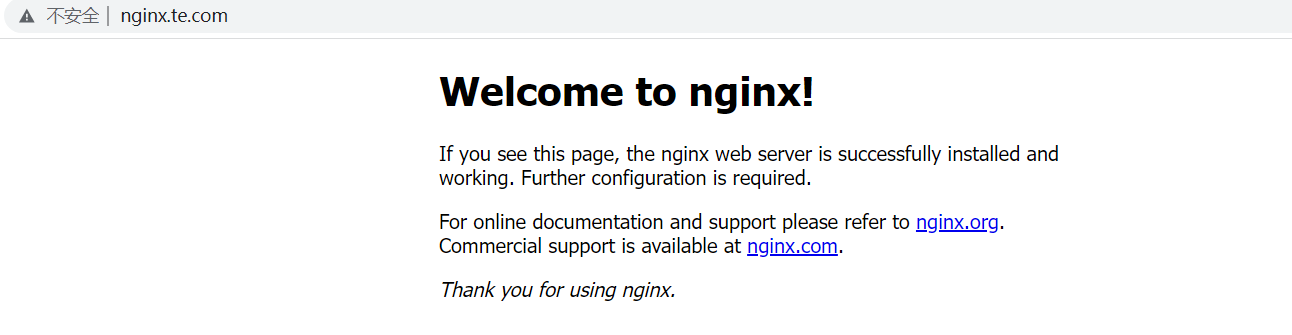 不安全 | nginx.te.com
Welcome to nginx!
If you see this page, the nginx web server is successfully installed and
working. Further configuration is required.
For online documentation and support please refer to nginx.org.
Commercial support is available at nginx.com.
Thank you for using nginx.